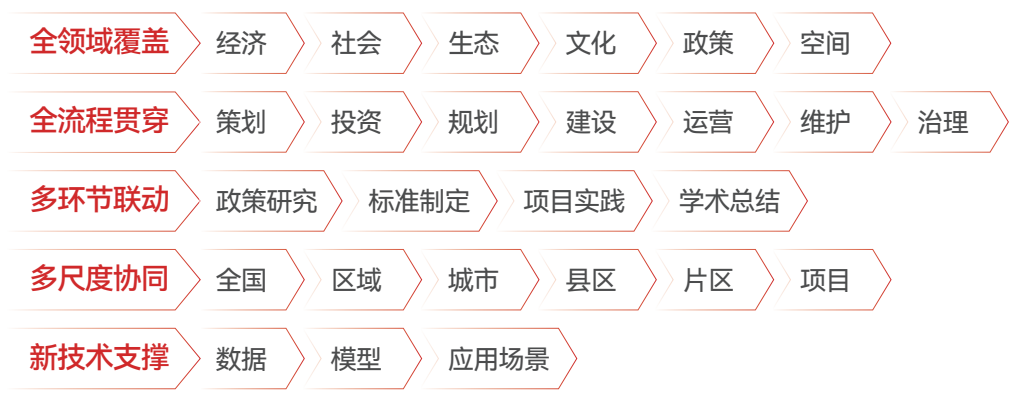 全领域覆盖 经济 社会 生态 文化 政策 空间
全流程贯穿 策划 投资 规划 建设 运营 维护 治理
多环节联动 政策研究 标准制定 项目实践 学术总结
多尺度协同 全国 区域 城市 县区 片区 项目
新技术支撑 数据 模型 应用场景